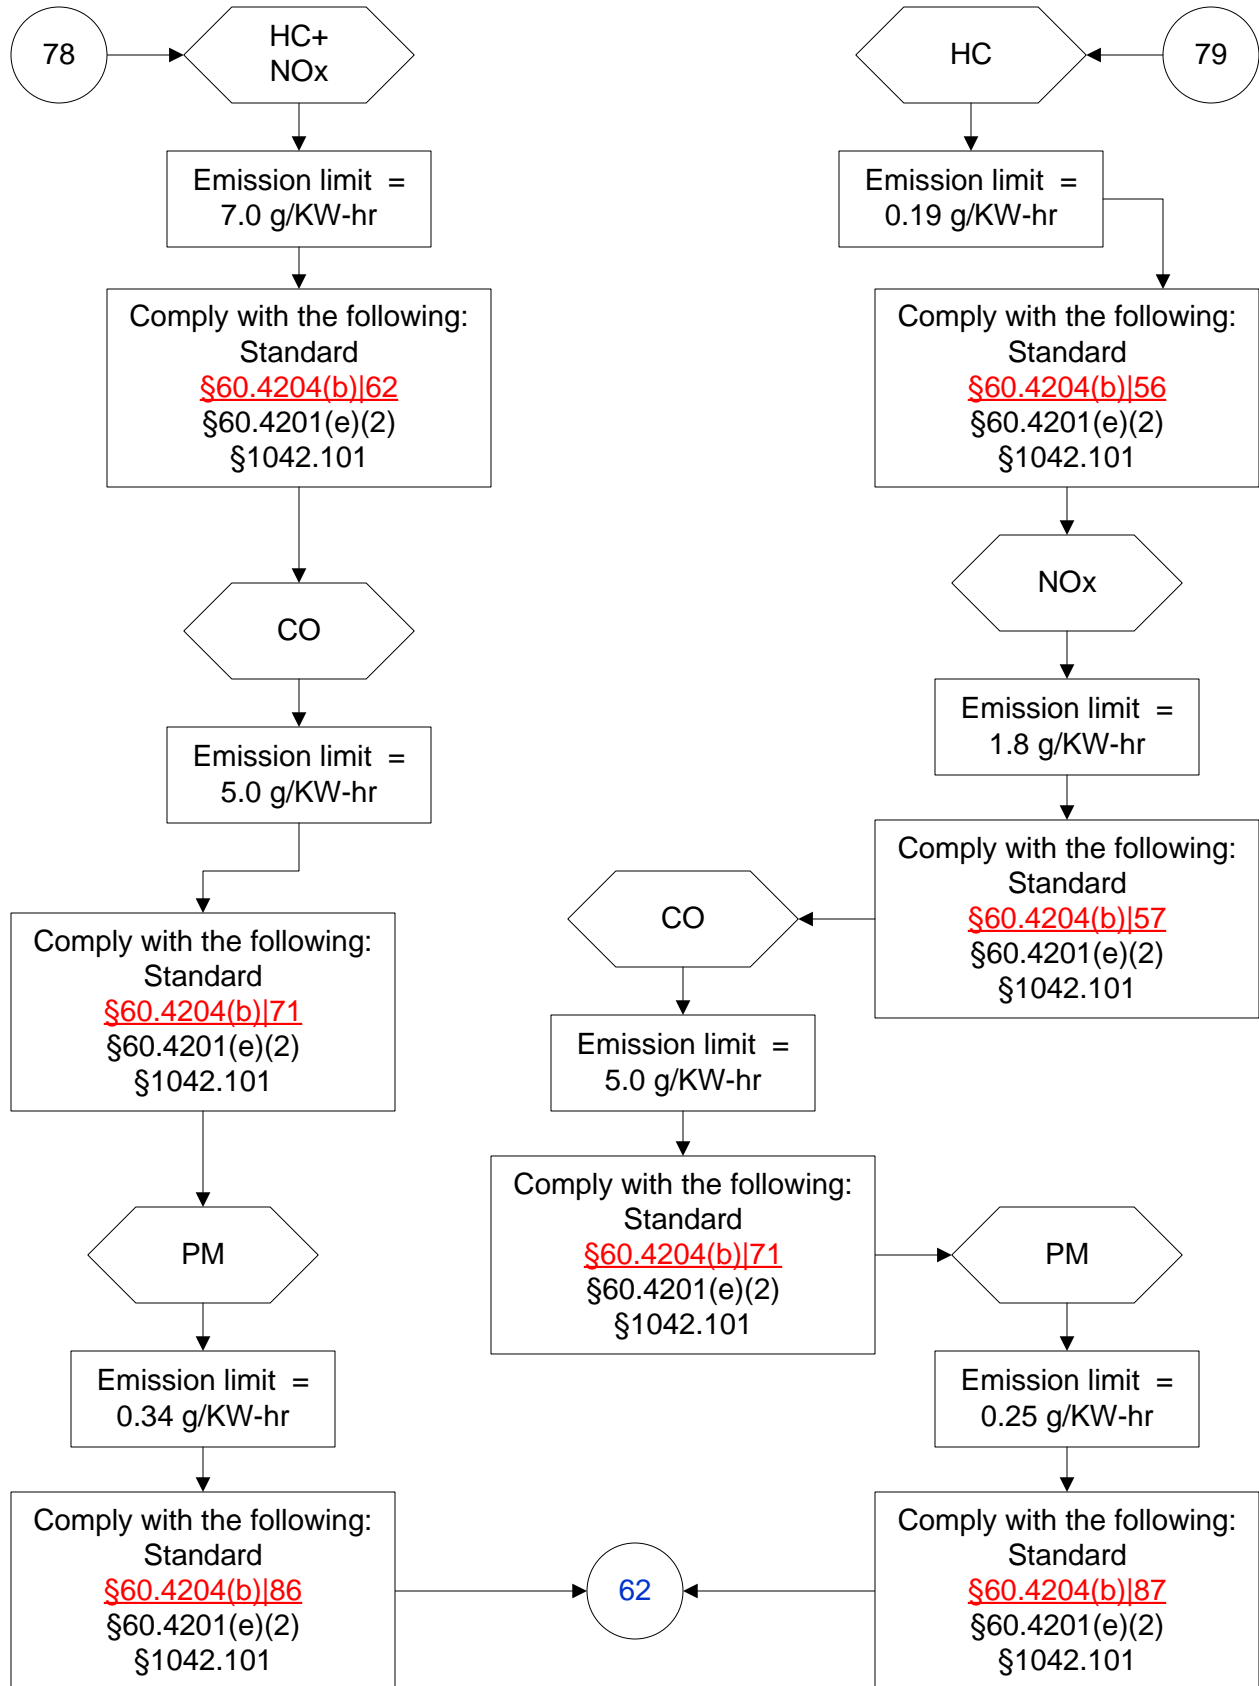 78
HC+
NOx
Emission limit =
7.0 g/KW-hr
Comply with the following:
Standard
§60.4204(b)|62
§60.4201(e)(2)
§1042.101
CO
Emission limit =
5.0 g/KW-hr
Comply with the following:
Standard
§60.4204(b)|71
§60.4201(e)(2)
§1042.101
PM
Emission limit =
0.34 g/KW-hr
Comply with the following:
Standard
§60.4204(b)|86
§60.4201(e)(2)
§1042.101
79
HC
Emission limit =
0.19 g/KW-hr
Comply with the following:
Standard
§60.4204(b)|56
§60.4201(e)(2)
§1042.101
NOx
Emission limit =
1.8 g/KW-hr
Comply with the following:
Standard
§60.4204(b)|57
§60.4201(e)(2)
§1042.101
CO
Emission limit =
5.0 g/KW-hr
Comply with the following:
Standard
§60.4204(b)|71
§60.4201(e)(2)
§1042.101
PM
Emission limit =
0.25 g/KW-hr
Comply with the following:
Standard
§60.4204(b)|87
§60.4201(e)(2)
§1042.101
62